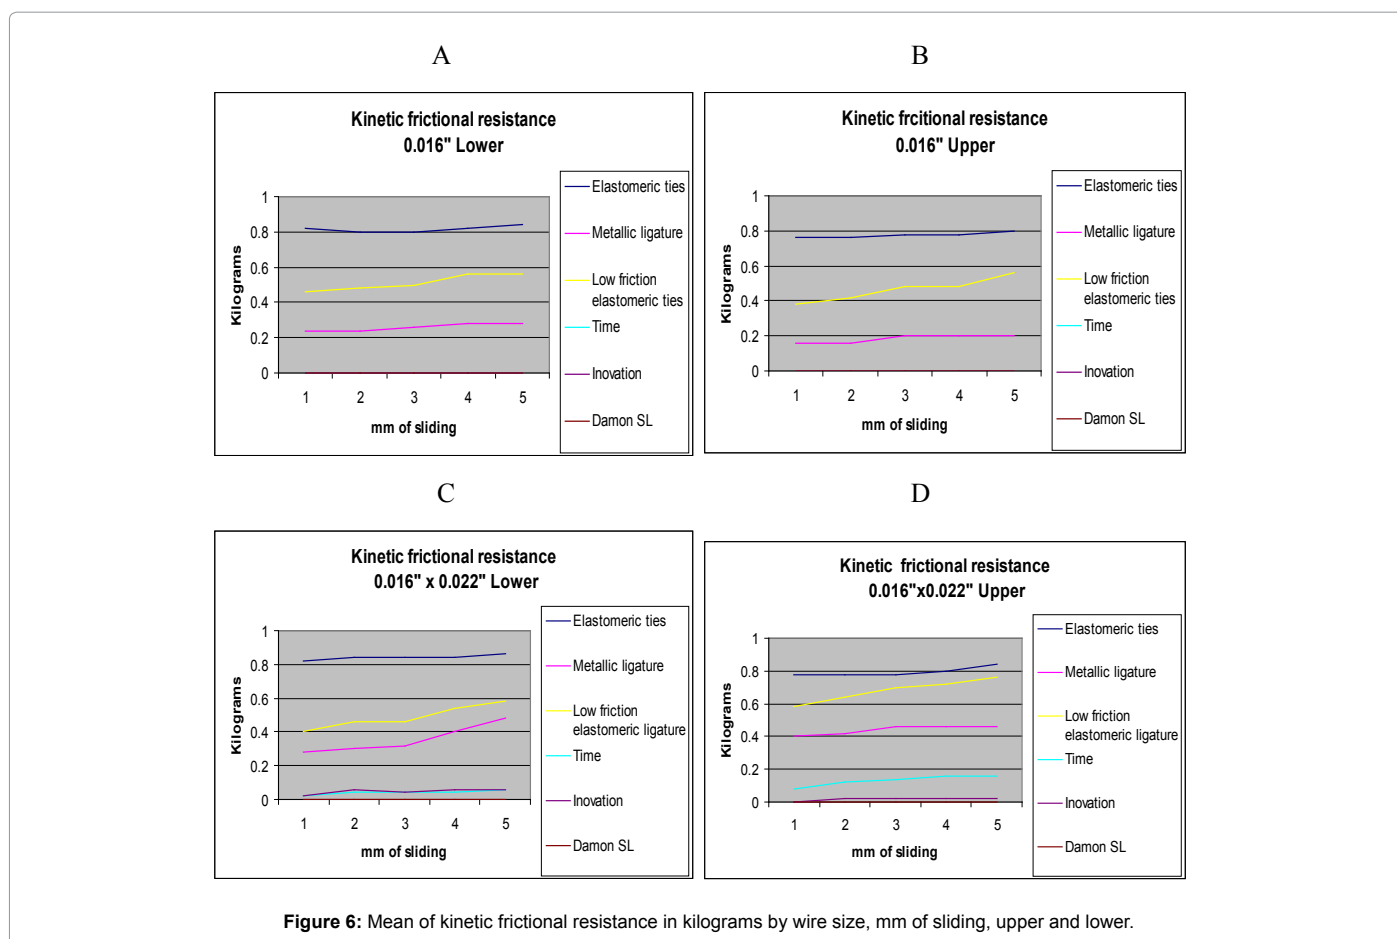 A
Kinetic frictional resistance
0.016" Lower
Kilograms
1
0.8
0.6
0.4
0.2
0
1 2 3 4 5
mm of sliding
Elastomeric ties
Metallic ligature
Low friction
elastomeric ties
Time
Inovation
Damon SL
B
Kinetic frcitional resistance
0.016" Upper
Kilograms
1
0.8
0.6
0.4
0.2
0
1 2 3 4 5
mm of sliding
Elastomeric ties
Metallic ligature
Low friction
elastomeric ties
Time
Inovation
Damon SL
C
Kinetic frictional resistance
0.016" x 0.022" Lower
Kilograms
1
0.8
0.6
0.4
0.2
0
1 2 3 4 5
mm of sliding
Elastomeric ties
Metallic ligature
Low friction
elastomeric ligature
Time
Inovation
Damon SL
D
Kinetic frictional resistance
0.016"x0.022" Upper
Kilograms
1
0.8
0.6
0.4
0.2
0
1 2 3 4 5
mm of sliding
Elastomeric ties
Metallic ligature
Low friction
elastomeric ligature
Time
Inovation
Damon SL
Figure 6: Mean of kinetic frictional resistance in kilograms by wire size, mm of sliding, upper and lower.